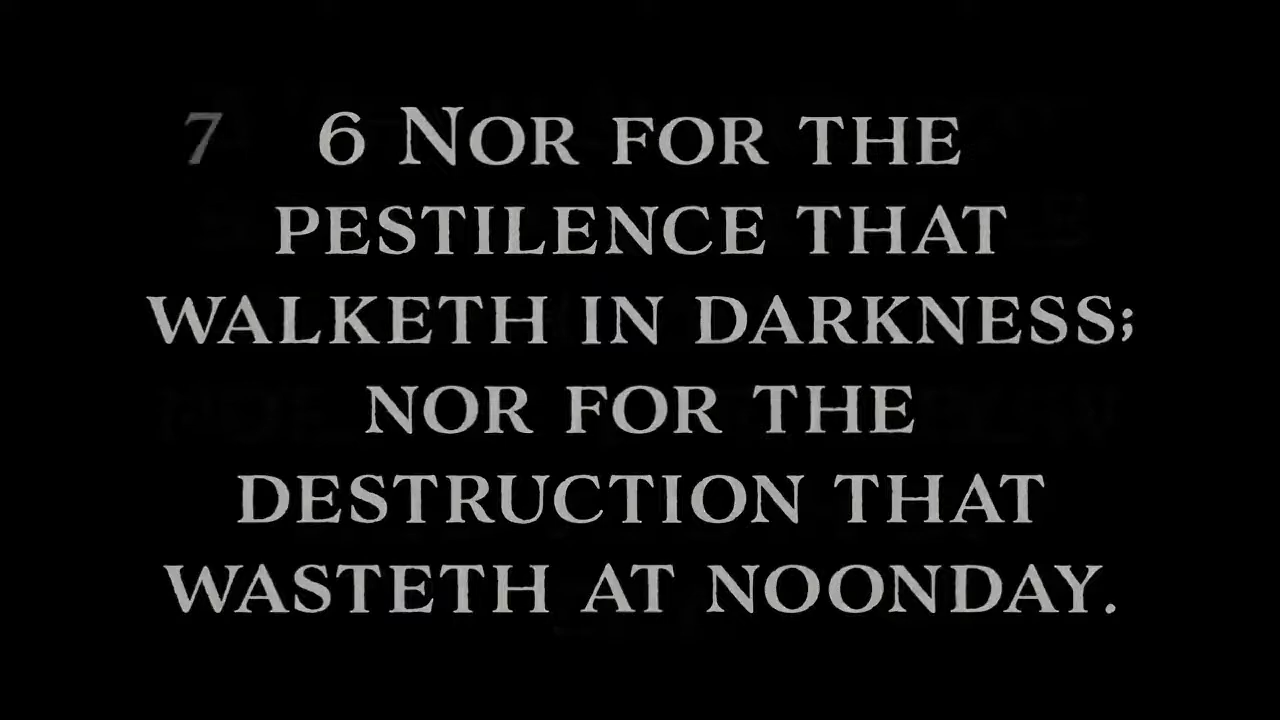 7 6 Nor for the
pestilence that
walketh in darkness;
nor for the
destruction that
wasteth at noonday.